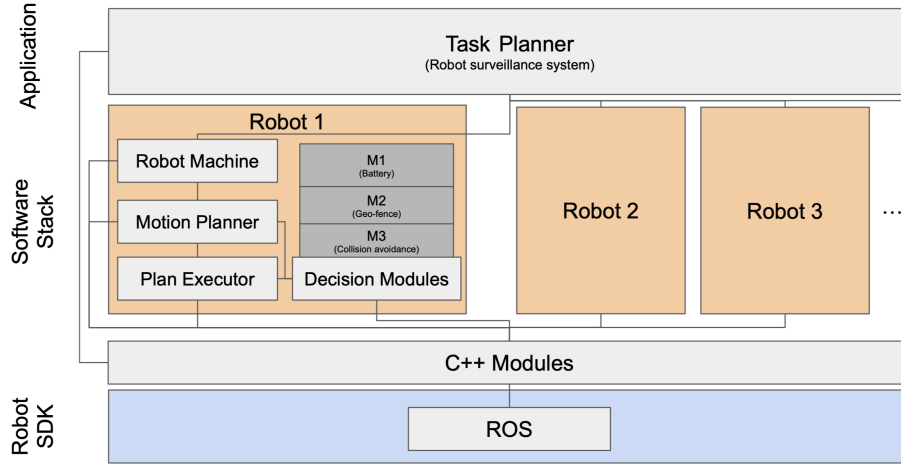 Application
Task Planner
(Robot surveillance system)
Software
Stack
Robot 1
Robot Machine
Motion Planner
Plan Executor
M1
(Battery)
M2
(Geo-fence)
M3
(Collision avoidance)
Decision Modules
Robot 2
Robot 3
...
C++ Modules
Robot
SDK
ROS